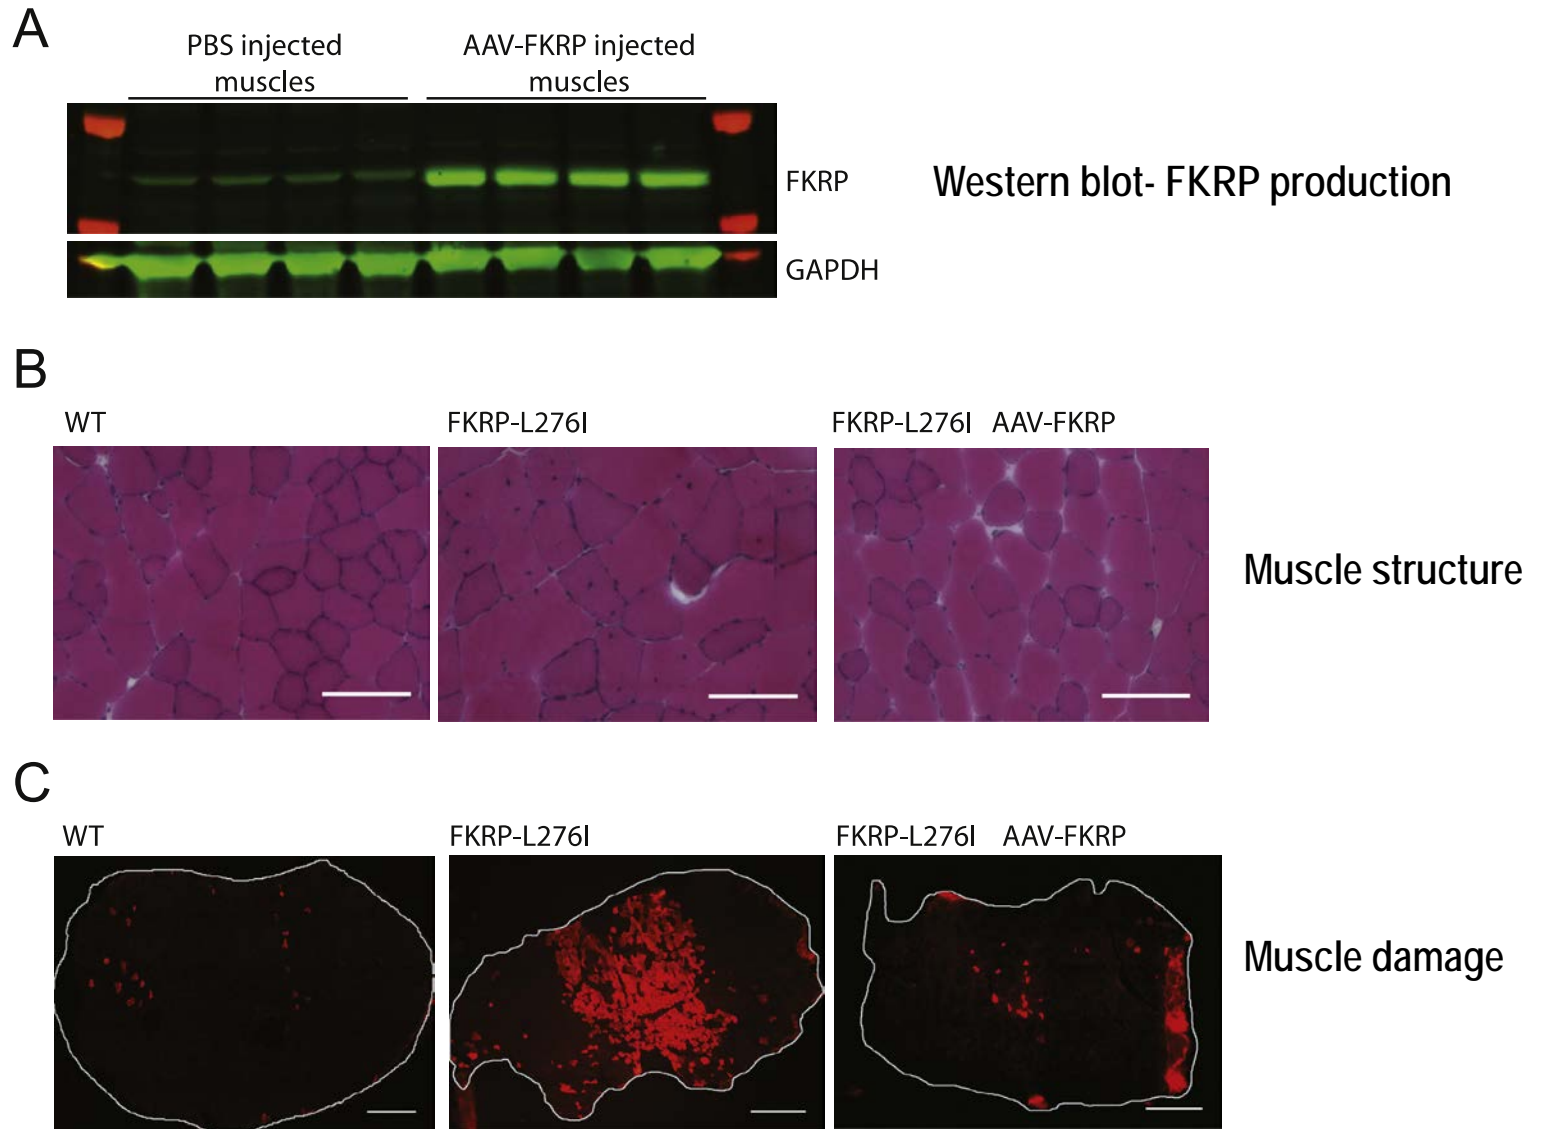 A
PBS injected
muscles
AAV-FKRP injected
muscles
FKRP
Western blot- FKRP production
GAPDH
B
WT
FKRP-L276I
FKRP-L276I AAV-FKRP
Muscle structure
C
WT
FKRP-L276I
FKRP-L276I AAV-FKRP
Muscle damage